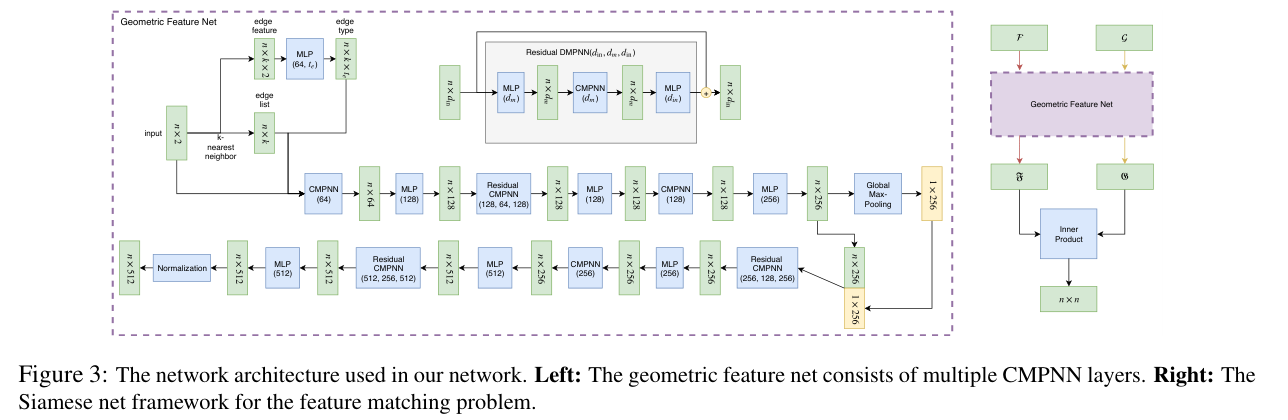 Geometric Feature Net
edge
feature
n × k × 2
MLP
(64, tₑ)
edge
type
n × k × tₑ
edge
list
n × k
input
n × 2
k-
nearest
neighbor
Residual DMPNN(dᵢₙ, dₘ, dᵢₙ)
n × dᵢₙ
MLP
(dₘ)
n × dₘ
CMPNN
(dₘ)
n × dₘ
MLP
(dᵢₙ)
+
n × dᵢₙ
CMPNN
(64)
n × 64
MLP
(128)
n × 128
Residual
CMPNN
(128, 64, 128)
n × 128
MLP
(128)
n × 128
CMPNN
(128)
n × 128
MLP
(256)
n × 256
Global
Max-
Pooling
1 × 256
n × 256
1 × 256
Residual
CMPNN
(256, 128, 256)
n × 256
MLP
(256)
n × 256
CMPNN
(256)
n × 256
MLP
(512)
n × 512
Residual
CMPNN
(512, 256, 512)
n × 512
MLP
(512)
n × 512
Normalization
n × 512
ℱ
𝒢
Geometric Feature Net
𝔉
𝔊
Inner
Product
n × n
Figure 3: The network architecture used in our network. Left: The geometric feature net consists of multiple CMPNN layers. Right: The
Siamese net framework for the feature matching problem.